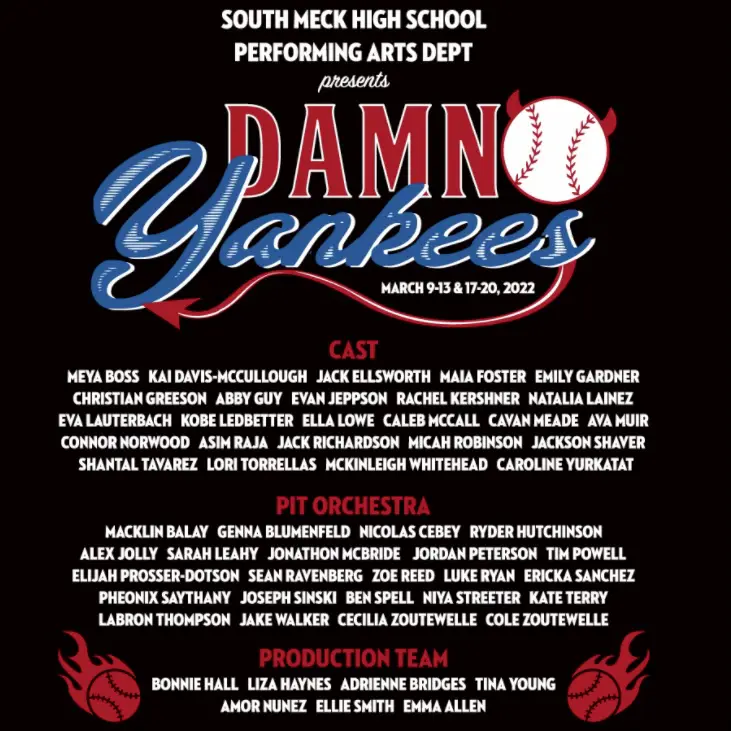 SOUTH MECK HIGH SCHOOL
PERFORMING ARTS DEPT
presents
DAMN
Yankees
MARCH 9-13 & 17-20, 2022
CAST
MEYA BOSS KAI DAVIS-MCCULLOUGH JACK ELLSWORTH MAIA FOSTER EMILY GARDNER
CHRISTIAN GREESON ABBY GUY EVAN JEPPSON RACHEL KERSHNER NATALIA LAINEZ
EVA LAUTERBACH KOBE LEDBETTER ELLA LOWE CALEB MCCALL CAVAN MEADE AVA MUIR
CONNOR NORWOOD ASIM RAJA JACK RICHARDSON MICAH ROBINSON JACKSON SHAVER
SHANTAL TAVAREZ LORI TORRELLAS MCKINLEIGH WHITEHEAD CAROLINE YURKATAT
PIT ORCHESTRA
MACKLIN BALAY GENNA BLUMENFELD NICOLAS CEBEY RYDER HUTCHINSON
ALEX JOLLY SARAH LEAHY JONATHON MCBRIDE JORDAN PETERSON TIM POWELL
ELIJAH PROSSER-DOTSON SEAN RAVENBERG ZOE REED LUKE RYAN ERICKA SANCHEZ
PHEONIX SAYTHANY JOSEPH SINSKI BEN SPELL NIYA STREETER KATE TERRY
LABRON THOMPSON JAKE WALKER CECILIA ZOUTEWELLE COLE ZOUTEWELLE
PRODUCTION TEAM
BONNIE HALL LIZA HAYNES ADRIENNE BRIDGES TINA YOUNG
AMOR NUNEZ ELLIE SMITH EMMA ALLEN